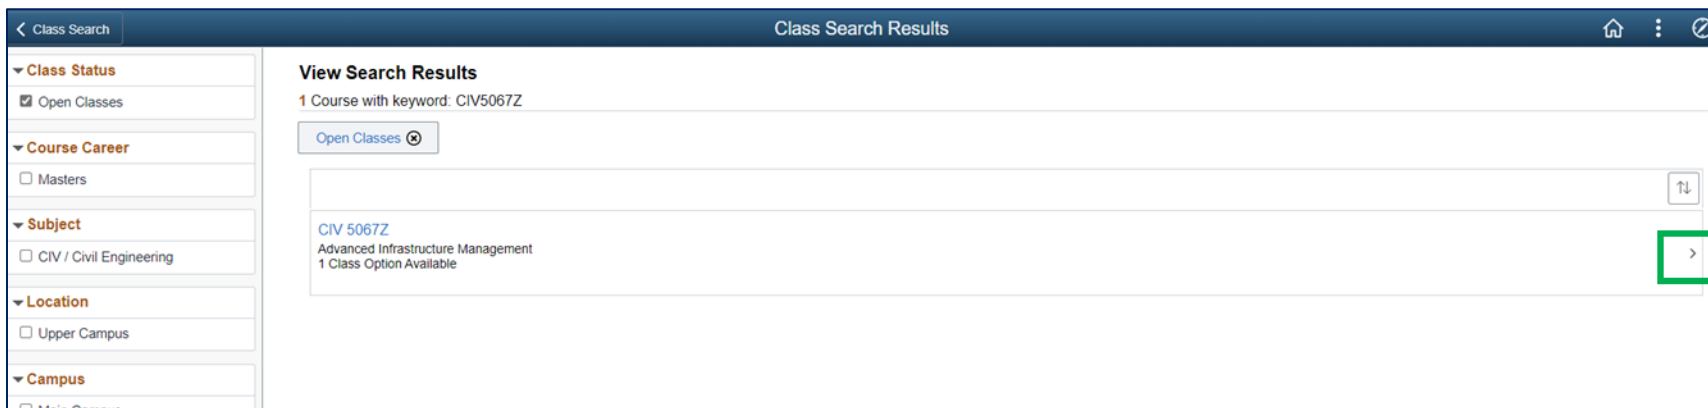 Class Search
Class Search Results
Class Status
Open Classes
Course Career
Masters
Subject
CIV / Civil Engineering
Location
Upper Campus
Campus
View Search Results
1 Course with keyword: CIV5067Z
Open Classes
CIV 5067Z
Advanced Infrastructure Management
1 Class Option Available